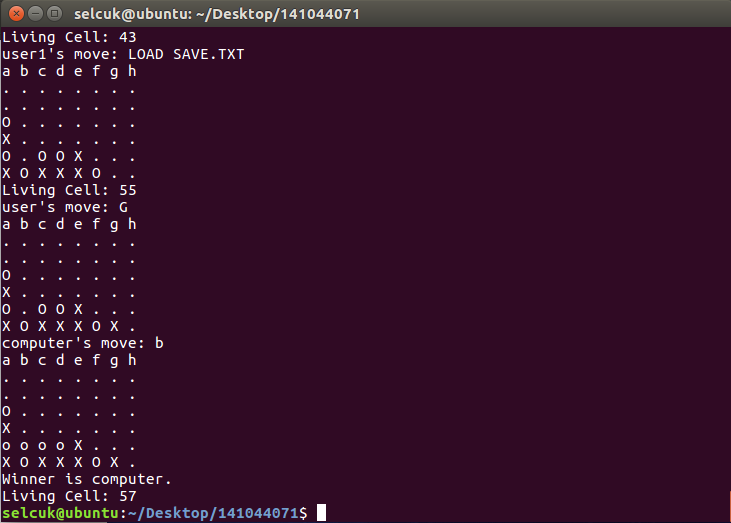 selcuk@ubuntu: ~/Desktop/141044071
Living Cell: 43
user1's move: LOAD SAVE.TXT
a b c d e f g h
. . . . . . . .
. . . . . . . .
O . . . . . . .
X . . . . . . .
O . O O X . . .
X O X X X O . .
Living Cell: 55
user's move: G
a b c d e f g h
. . . . . . . .
. . . . . . . .
O . . . . . . .
X . . . . . . .
O . O O X . . .
X O X X X O X .
computer's move: b
a b c d e f g h
. . . . . . . .
. . . . . . . .
O . . . . . . .
X . . . . . . .
o o o o X . . .
X O X X X O X .
Winner is computer.
Living Cell: 57
selcuk@ubuntu:~/Desktop/141044071$